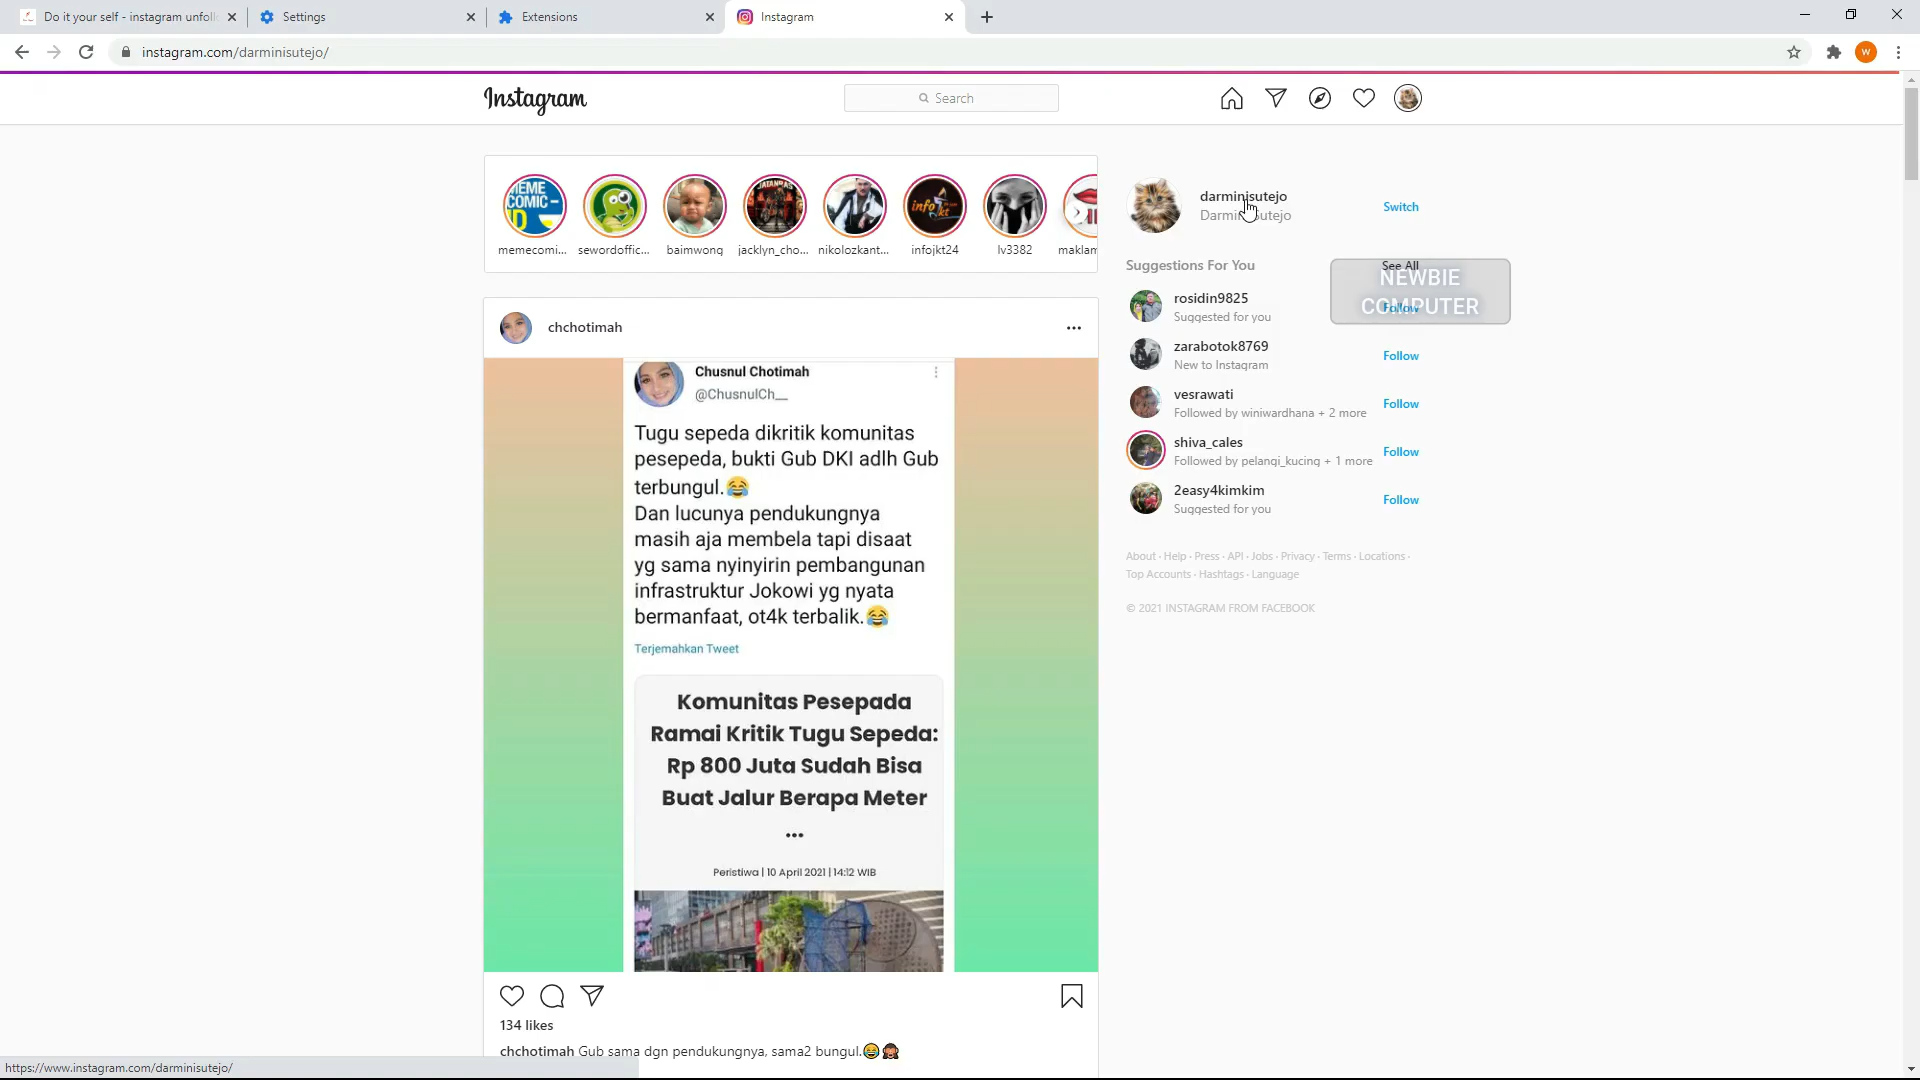 Do it your self - instagram unfoll
Settings
Extensions
Instagram
instagram.com/darminisutejo/
W
Instagram
Search
memecomi...
sewordoffic...
baimwong
jacklyn_cho...
nikolozkant...
infojkt24
lv3382
maklam
darminisutejo
Darminisutejo
Switch
Suggestions For You
See All
NEWBIE
COMPUTER
rosidin9825
Suggested for you
Follow
zarabotok8769
New to Instagram
Follow
vesrawati
Followed by winiwardhana + 2 more
Follow
shiva_cales
Followed by pelangi_kucing + 1 more
Follow
2easy4kimkim
Suggested for you
Follow
About · Help · Press · API · Jobs · Privacy · Terms · Locations ·
Top Accounts · Hashtags · Language
© 2021 INSTAGRAM FROM FACEBOOK
chchotimah
Chusnul Chotimah
@ChusnulCh__
Tugu sepeda dikritik komunitas
pesepeda, bukti Gub DKI adlh Gub
terbungul.😂
Dan lucunya pendukungnya
masih aja membela tapi disaat
yg sama nyinyirin pembangunan
infrastruktur Jokowi yg nyata
bermanfaat, ot4k terbalik.😂
Terjemahkan Tweet
Komunitas Pesepada
Ramai Kritik Tugu Sepeda:
Rp 800 Juta Sudah Bisa
Buat Jalur Berapa Meter
...
Peristiwa | 10 April 2021 | 14:12 WIB
134 likes
chchotimah Gub sama dgn pendukungnya, sama2 bungul.😂🙈
https://www.instagram.com/darminisutejo/